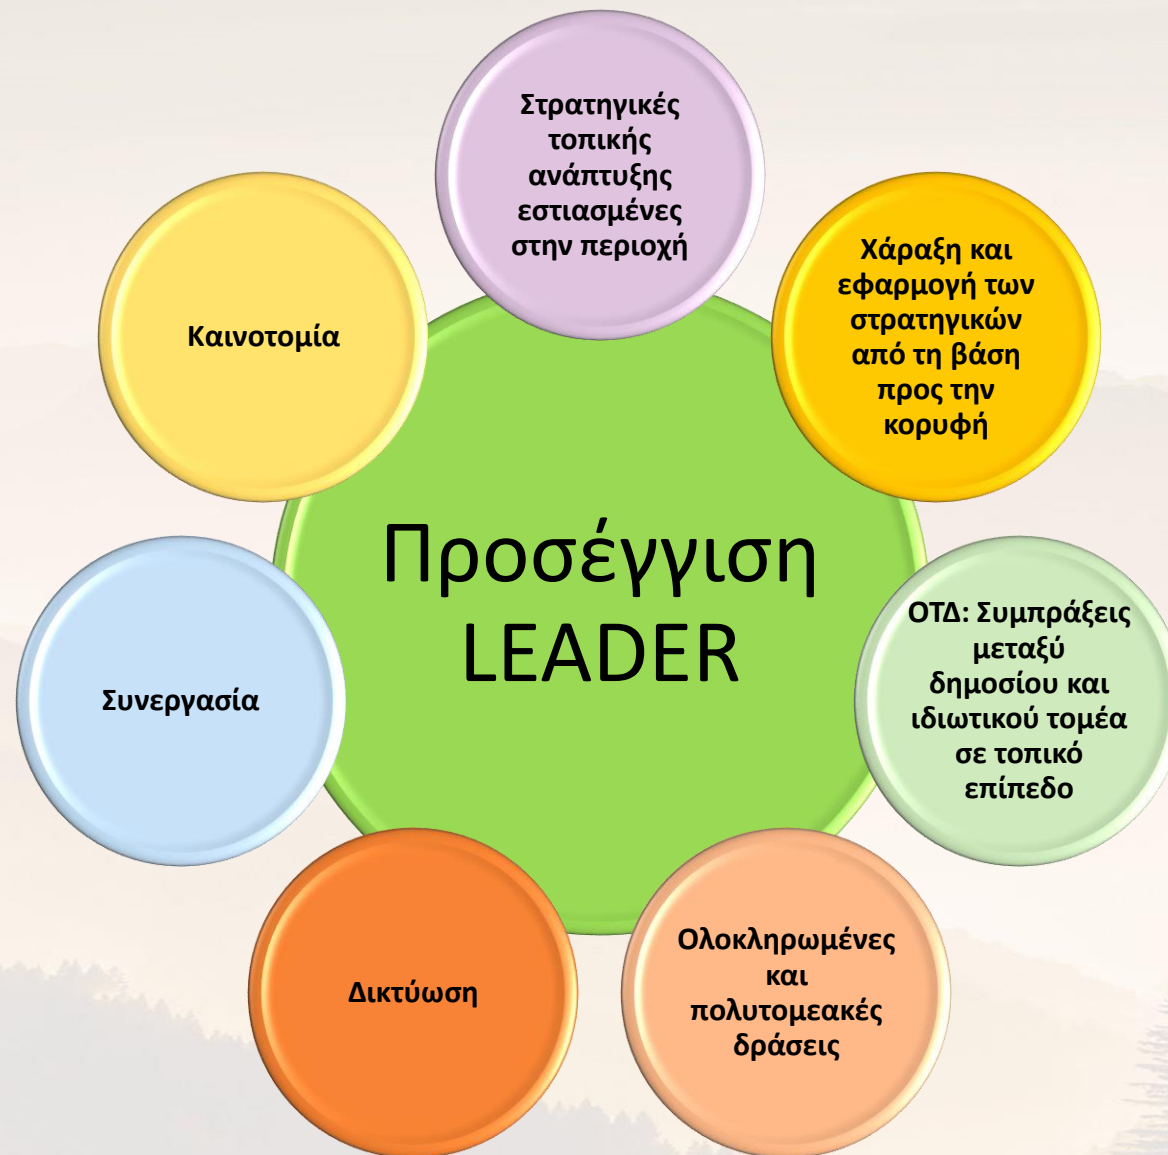 Στρατηγικές
τοπικής
ανάπτυξης
εστιασμένες
στην περιοχή
Χάραξη και
εφαρμογή των
στρατηγικών
από τη βάση
προς την
κορυφή
ΟΤΔ: Συμπράξεις
μεταξύ
δημοσίου και
ιδιωτικού τομέα
σε τοπικό
επίπεδο
Ολοκληρωμένες
και
πολυτομεακές
δράσεις
Δικτύωση
Συνεργασία
Καινοτομία
Προσέγγιση
LEADER